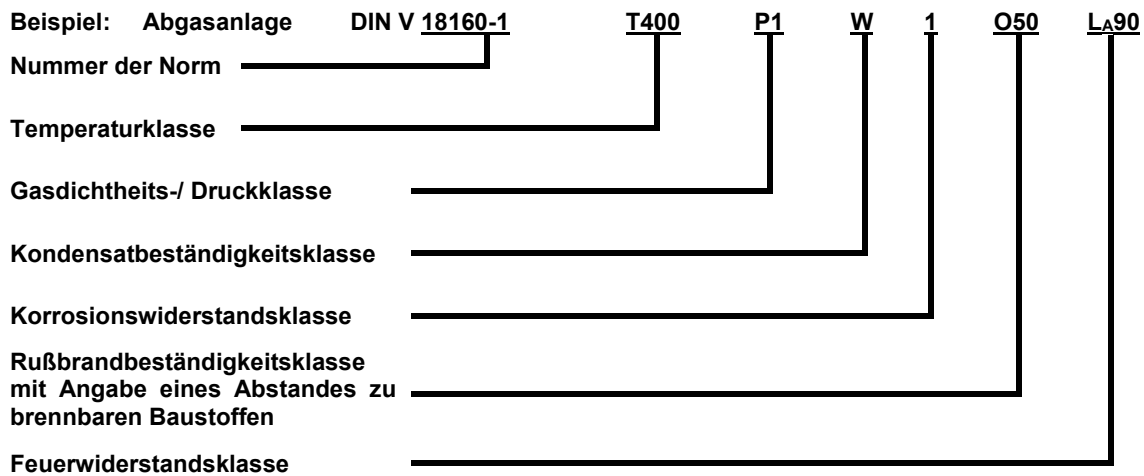 Beispiel: Abgasanlage DIN V 18160-1 T400 P1 W 1 O50 LA90
Nummer der Norm
Temperaturklasse
Gasdichtheits-/ Druckklasse
Kondensatbeständigkeitsklasse
Korrosionswiderstandsklasse
Rußbrandbeständigkeitsklasse
mit Angabe eines Abstandes zu
brennbaren Baustoffen
Feuerwiderstandsklasse